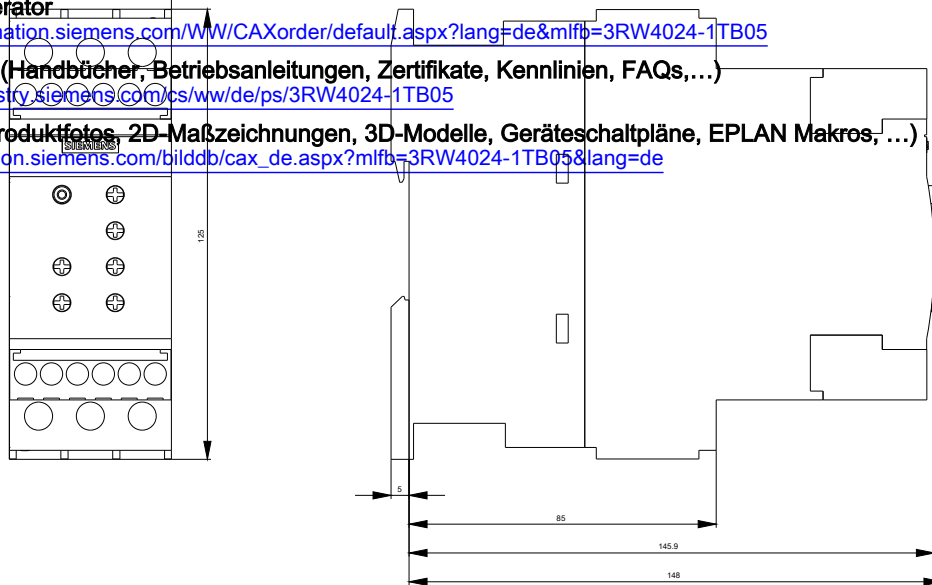 erator
nation.siemens.com/WW/CAXorder/default.aspx?lang=de&mlfb=3RW4024-1TB05
(Handbücher, Betriebsanleitungen, Zertifikate, Kennlinien, FAQs,...)
stry.siemens.com/cs/ww/de/ps/3RW4024-1TB05
roduktfotos, 2D-Maßzeichnungen, 3D-Modelle, Geräteschaltpläne, EPLAN Makros, ...)
SIEMENS
on.siemens.com/bilddb/cax_de.aspx?mlfb=3RW4024-1TB05&lang=de
125
5
85
145.9
148